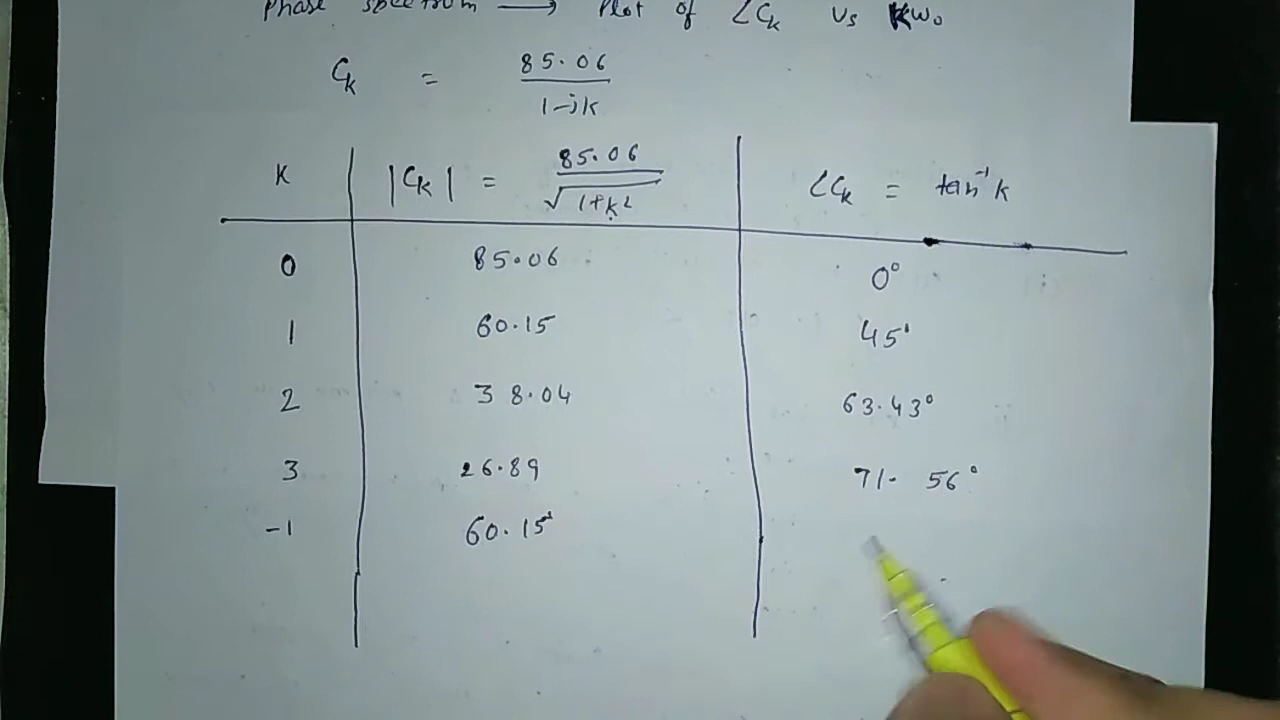 Phase spectrum → Plot of ∠Ck vs Kω₀
Ck = 85.06 / 1-jk
K |Ck| = 85.06 / √1+k² ∠Ck = tan⁻¹k
0 85.06 0°
1 60.15 45°
2 38.04 63.43°
3 26.89 71.56°
-1 60.15